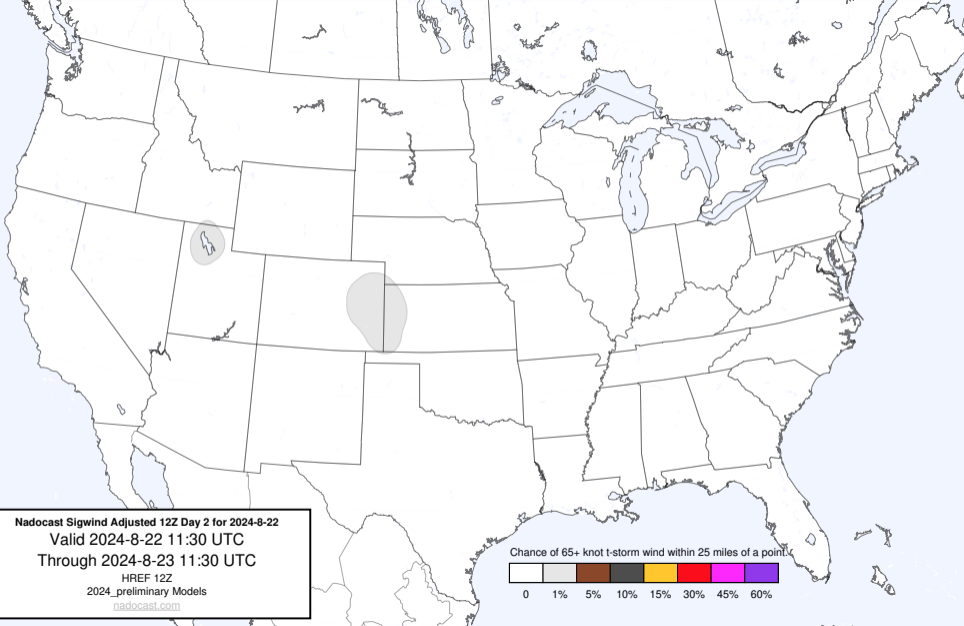 Nadocast Sigwind Adjusted 12Z Day 2 for 2024-8-22
Valid 2024-8-22 11:30 UTC
Through 2024-8-23 11:30 UTC
HREF 12Z
2024_preliminary Models
nadocast.com
Chance of 65+ knot t-storm wind within 25 miles of a point.
0 1% 5% 10% 15% 30% 45% 60%